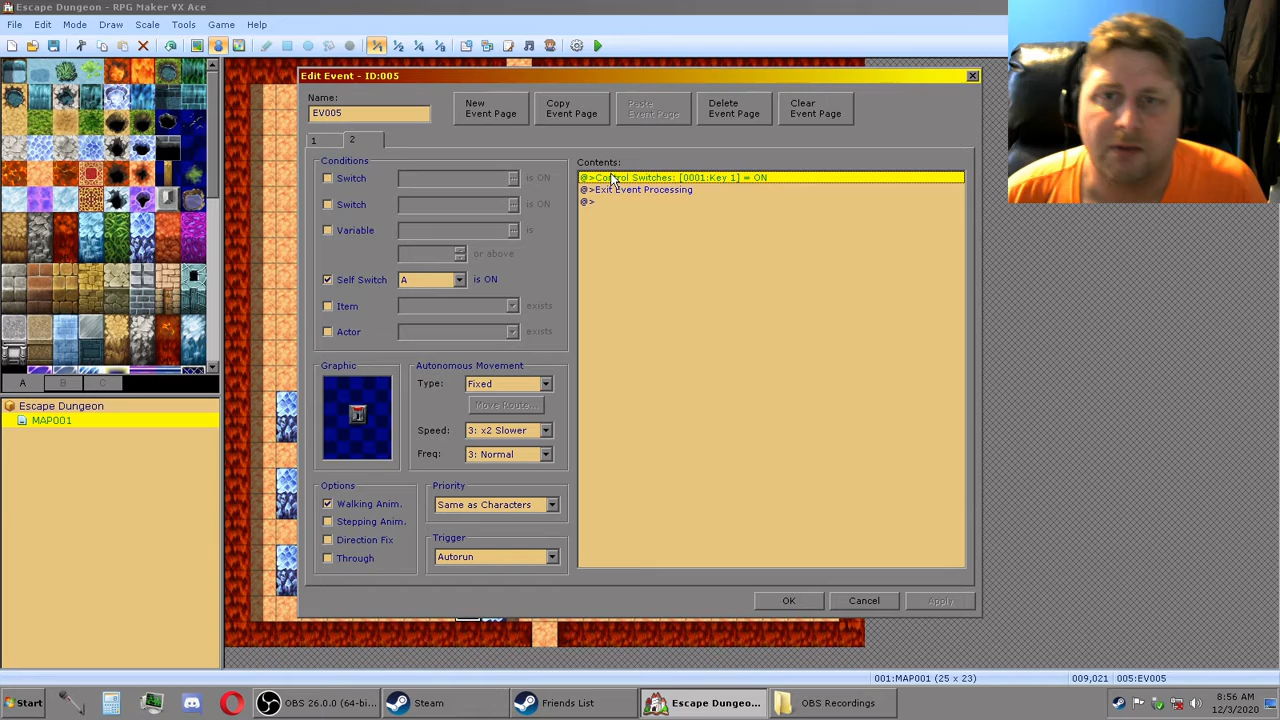 Escape Dungeon - RPG Maker VX Ace
File Edit Mode Draw Scale Tools Game Help
Edit Event - ID:005
Name:
EV005
New Event Page
Copy Event Page
Paste Event Page
Delete Event Page
Clear Event Page
1 2
Conditions
Switch is ON
Switch is ON
Variable is
or above
Self Switch A is ON
Item exists
Actor exists
Graphic
Autonomous Movement
Type: Fixed
Move Route...
Speed: 3: x2 Slower
Freq: 3: Normal
Options
Walking Anim.
Stepping Anim.
Direction Fix
Through
Priority
Same as Characters
Trigger
Autorun
Contents:
@>Control Switches: [0001:Key 1] = ON
@>Exit Event Processing
@>
OK Cancel Apply
A B C
Escape Dungeon
MAP001
001:MAP001 (25 x 23) 009,021 005:EV005
Start OBS 26.0.0 (64-bit... Steam Friends List Escape Dungeo... OBS Recordings
8:56 AM
12/3/2020